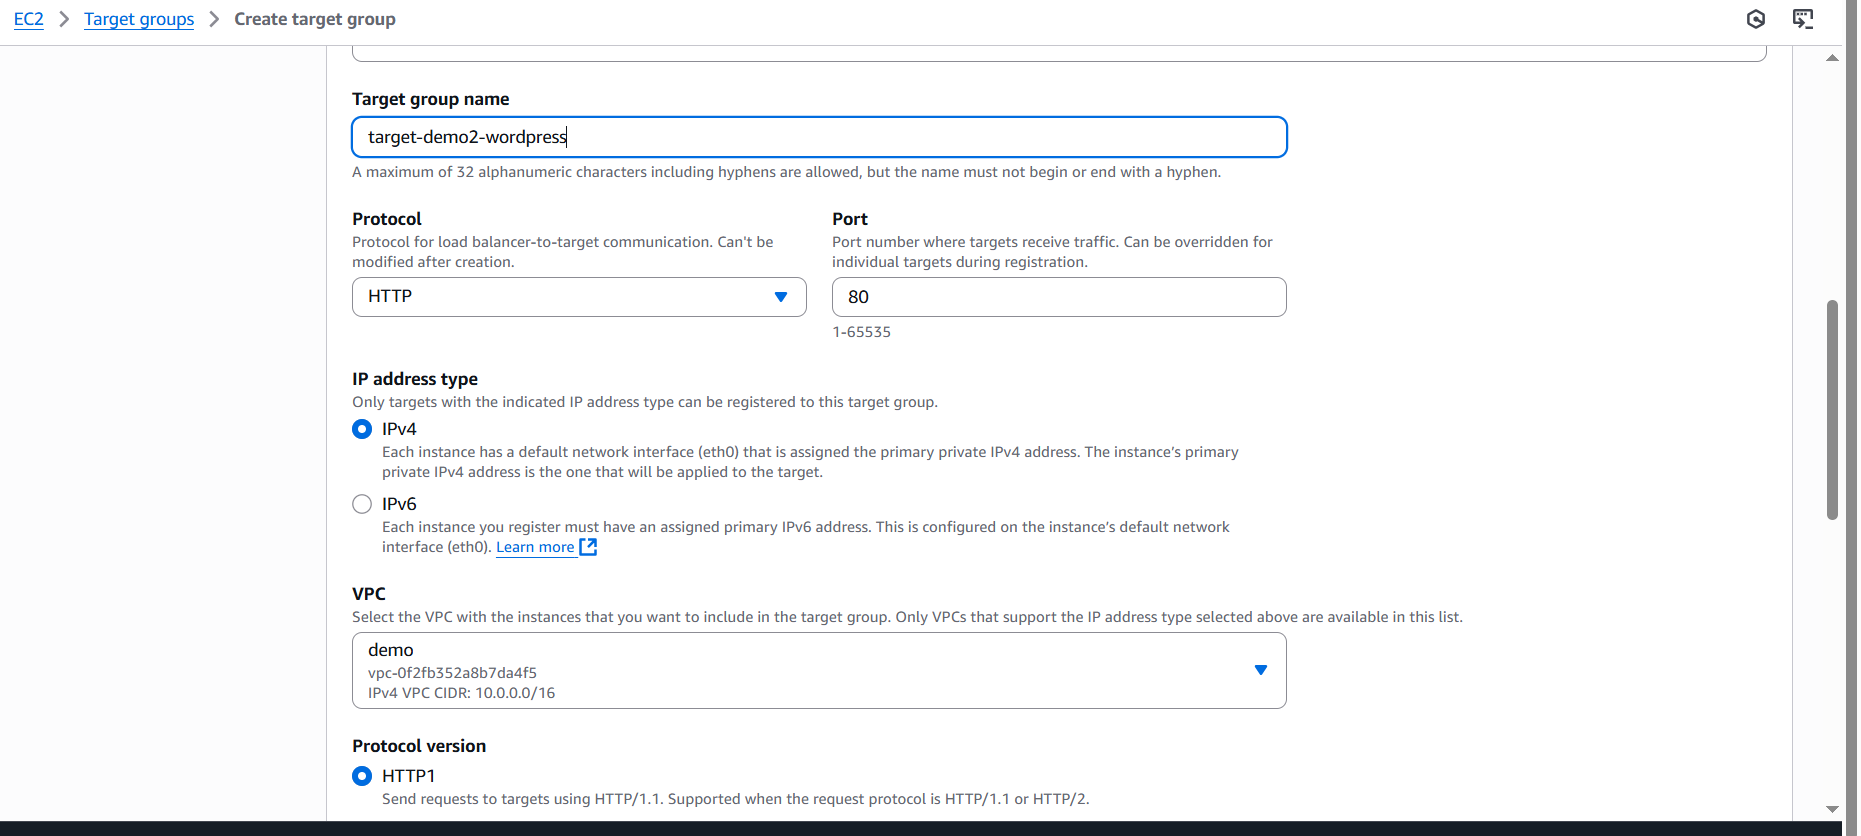 EC2 > Target groups > Create target group
Target group name
target-demo2-wordpress
A maximum of 32 alphanumeric characters including hyphens are allowed, but the name must not begin or end with a hyphen.
Protocol
Protocol for load balancer-to-target communication. Can't be
modified after creation.
HTTP
Port
Port number where targets receive traffic. Can be overridden for
individual targets during registration.
80
1-65535
IP address type
Only targets with the indicated IP address type can be registered to this target group.
IPv4
Each instance has a default network interface (eth0) that is assigned the primary private IPv4 address. The instance’s primary
private IPv4 address is the one that will be applied to the target.
IPv6
Each instance you register must have an assigned primary IPv6 address. This is configured on the instance’s default network
interface (eth0). Learn more
VPC
Select the VPC with the instances that you want to include in the target group. Only VPCs that support the IP address type selected above are available in this list.
demo
vpc-0f2fb352a8b7da4f5
IPv4 VPC CIDR: 10.0.0.0/16
Protocol version
HTTP1
Send requests to targets using HTTP/1.1. Supported when the request protocol is HTTP/1.1 or HTTP/2.